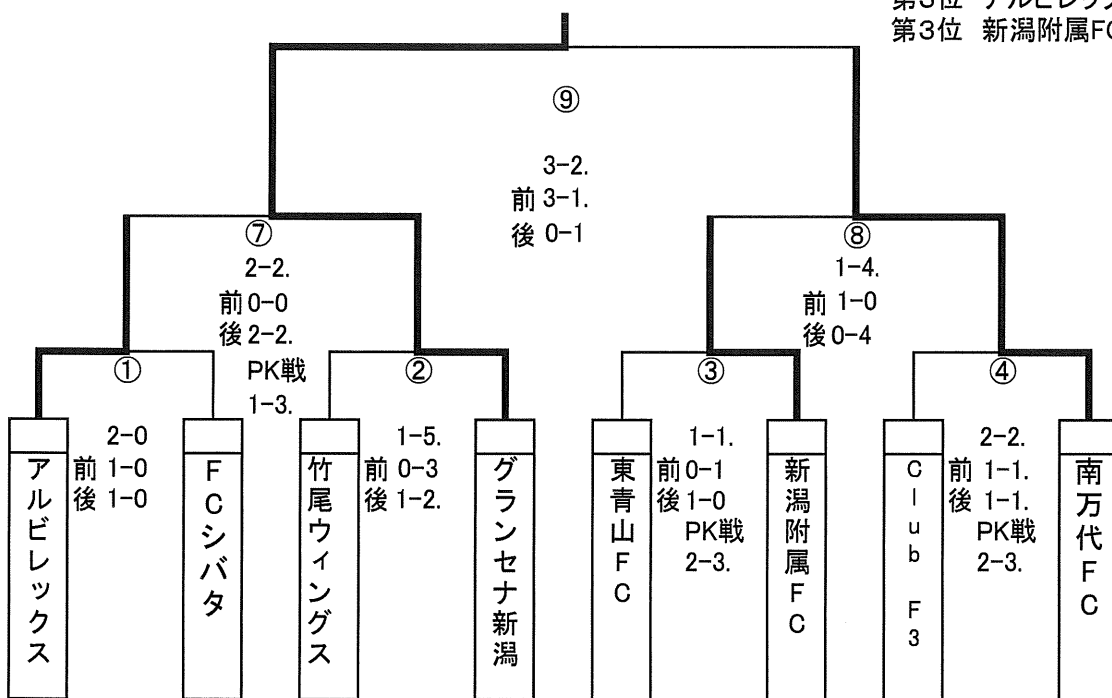 第3位 アルビレックス
第3位 新潟附属FC
⑨
3-2.
前 3-1.
後 0-1
⑦
2-2.
前 0-0
後 2-2.
PK戦
1-3.
⑧
1-4.
前 1-0
後 0-4
①
2-0
前 1-0
後 1-0
②
1-5.
前 0-3
後 1-2.
③
1-1.
前 0-1
後 1-0
PK戦
2-3.
④
2-2.
前 1-1.
後 1-1.
PK戦
2-3.
アルビレックス
FCシバタ
竹尾ウィングス
グランセナ新潟
東青山FC
新潟附属FC
Club F3
南万代FC